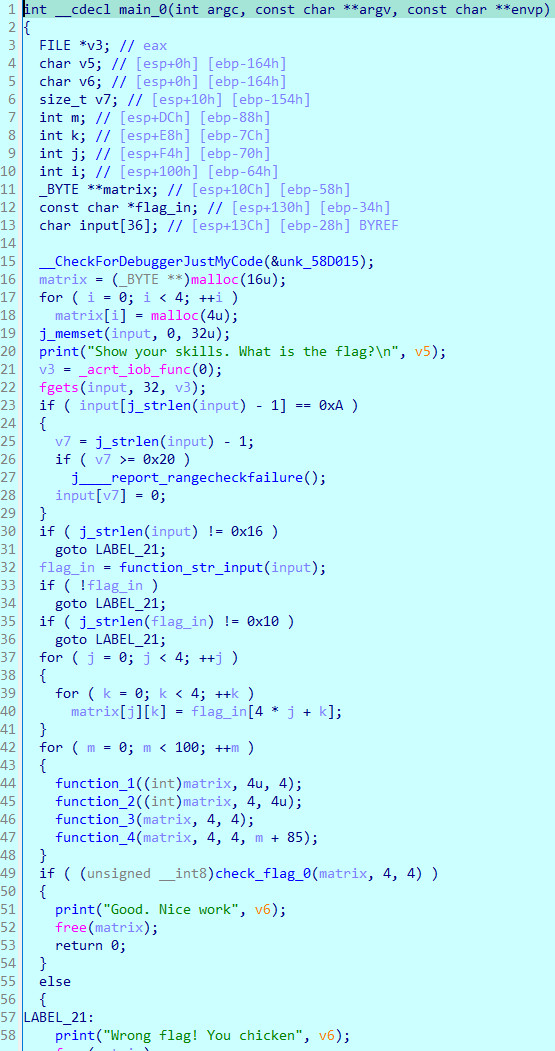 1 int __cdecl main_0(int argc, const char **argv, const char **envp)
2 {
3 FILE *v3; // eax
4 char v5; // [esp+0h] [ebp-164h]
5 char v6; // [esp+0h] [ebp-164h]
6 size_t v7; // [esp+10h] [ebp-154h]
7 int m; // [esp+DCh] [ebp-88h]
8 int k; // [esp+E8h] [ebp-7Ch]
9 int j; // [esp+F4h] [ebp-70h]
10 int i; // [esp+100h] [ebp-64h]
11 _BYTE **matrix; // [esp+10Ch] [ebp-58h]
12 const char *flag_in; // [esp+130h] [ebp-34h]
13 char input[36]; // [esp+13Ch] [ebp-28h] BYREF
14
15 __CheckForDebuggerJustMyCode(&unk_58D015);
16 matrix = (_BYTE **)malloc(16u);
17 for ( i = 0; i < 4; ++i )
18 matrix[i] = malloc(4u);
19 j_memset(input, 0, 32u);
20 print("Show your skills. What is the flag?\n", v5);
21 v3 = _acrt_iob_func(0);
22 fgets(input, 32, v3);
23 if ( input[j_strlen(input) - 1] == 0xA )
24 {
25 v7 = j_strlen(input) - 1;
26 if ( v7 >= 0x20 )
27 j____report_rangecheckfailure();
28 input[v7] = 0;
29 }
30 if ( j_strlen(input) != 0x16 )
31 goto LABEL_21;
32 flag_in = function_str_input(input);
33 if ( !flag_in )
34 goto LABEL_21;
35 if ( j_strlen(flag_in) != 0x10 )
36 goto LABEL_21;
37 for ( j = 0; j < 4; ++j )
38 {
39 for ( k = 0; k < 4; ++k )
40 matrix[j][k] = flag_in[4 * j + k];
41 }
42 for ( m = 0; m < 100; ++m )
43 {
44 function_1((int)matrix, 4u, 4);
45 function_2((int)matrix, 4, 4u);
46 function_3(matrix, 4, 4);
47 function_4(matrix, 4, 4, m + 85);
48 }
49 if ( (unsigned __int8)check_flag_0(matrix, 4, 4) )
50 {
51 print("Good. Nice work", v6);
52 free(matrix);
53 return 0;
54 }
55 else
56 {
57 LABEL_21:
58 print("Wrong flag! You chicken", v6);